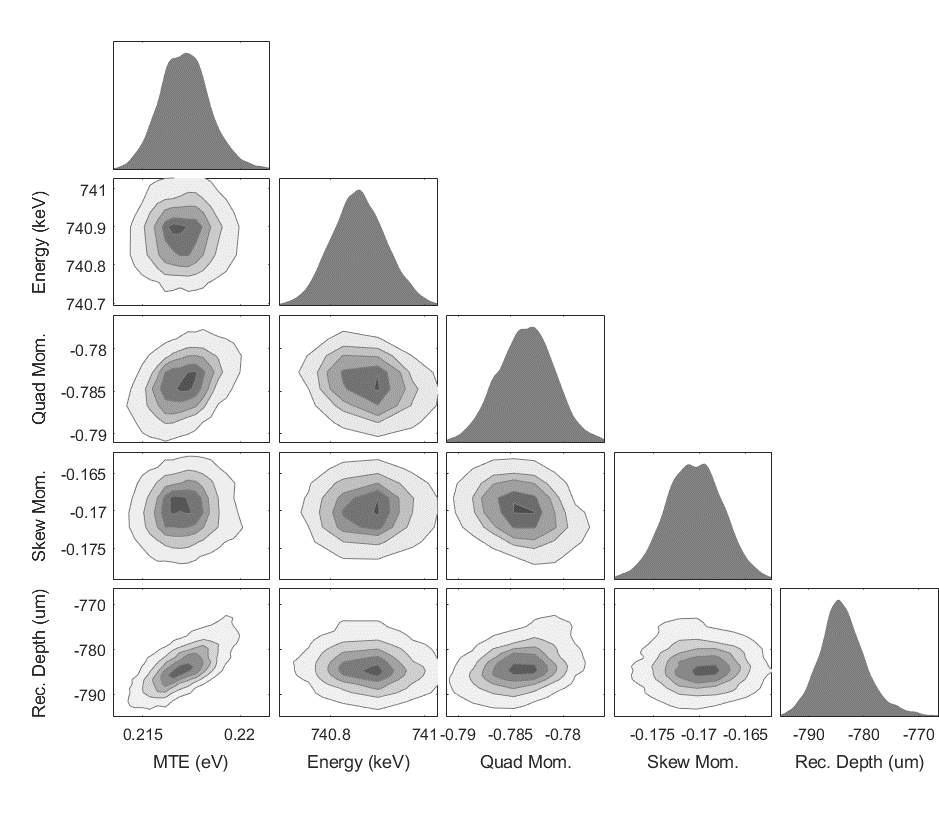 Energy (keV)
741
740.9
740.8
740.7
Quad Mom.
-0.78
-0.785
-0.79
Skew Mom.
-0.165
-0.17
-0.175
Rec. Depth (um)
-770
-780
-790
0.215 0.22 740.8 741 -0.79 -0.785 -0.78 -0.175 -0.17 -0.165 -790 -780 -770
MTE (eV) Energy (keV) Quad Mom. Skew Mom. Rec. Depth (um)